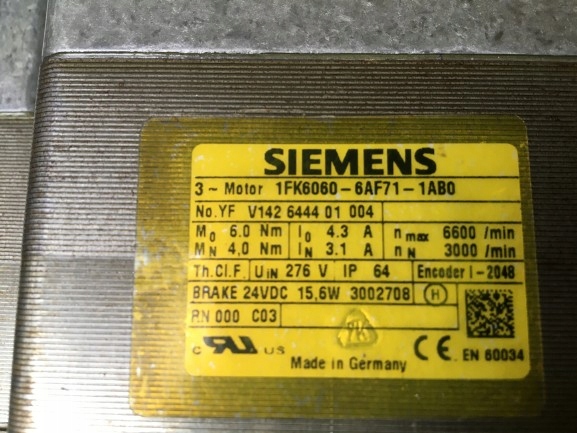 SIEMENS
3~Motor 1FK6060-6AF71-1AB0
No.YF V142 6444 01 004
M0 6.0 Nm I0 4.3 A n max 6600 /min
MN 4,0 Nm IN 3.1 A n N 3000 /min
Th.Cl.F. UIN 276 V IP 64 Encoder I-2048
BRAKE 24VDC 15,6W 3002708 H
RN 000 C03
c RU US
CE EN 60034
Made in Germany